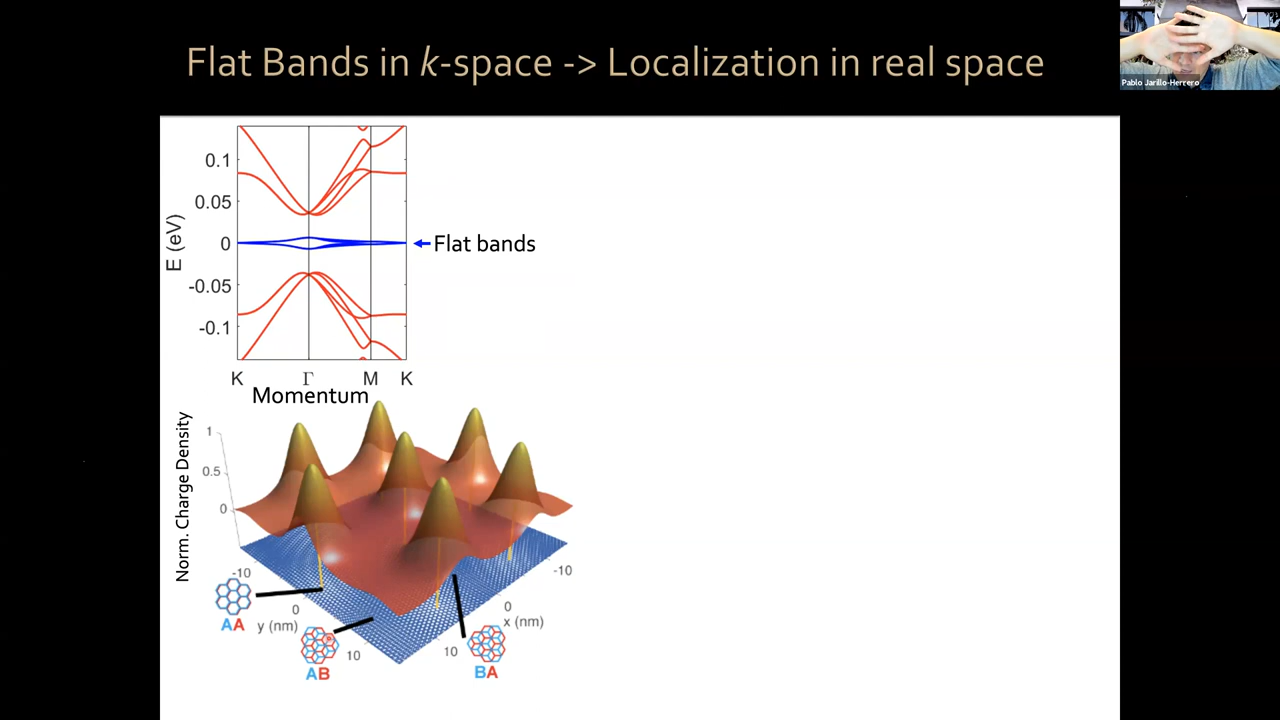 Flat Bands in k-space -> Localization in real space
Pablo Jarillo-Herrero
0.1
0.05
0
-0.05
-0.1
E (eV)
Flat bands
K Γ M K
Momentum
Norm. Charge Density
1
0.5
0
-10
0
y (nm)
10
-10
0
x (nm)
10
AA
AB
BA